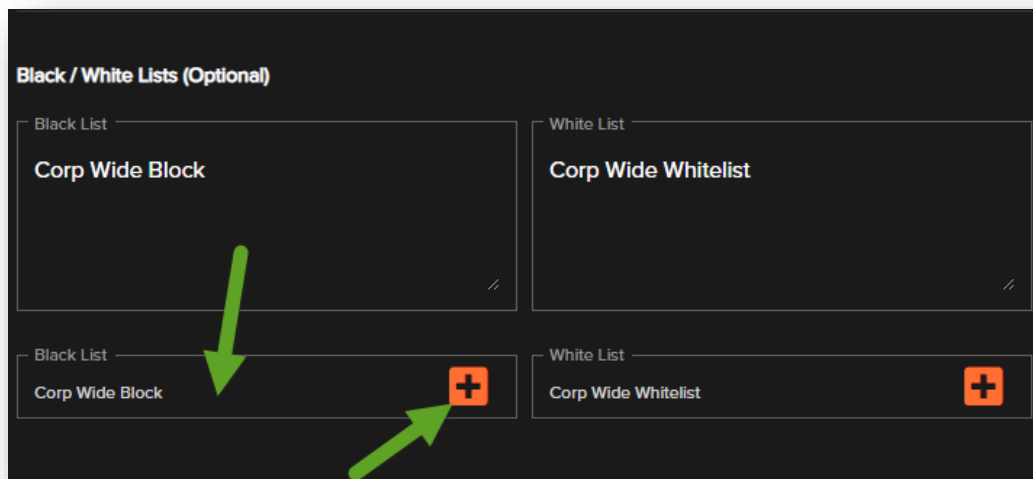 Black / White Lists (Optional)
Black List
White List
Corp Wide Block
Corp Wide Whitelist
Black List
White List
Corp Wide Block
Corp Wide Whitelist